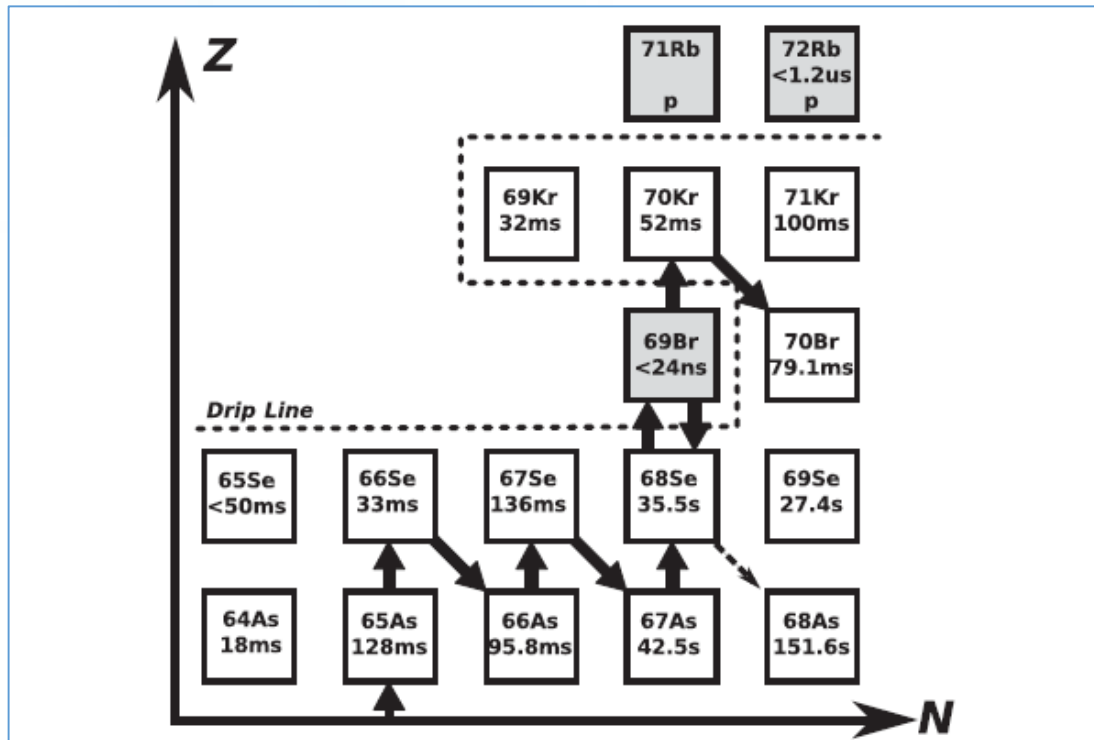 Z
71Rb
p
72Rb
<1.2us
p
69Kr
32ms
70Kr
52ms
71Kr
100ms
69Br
<24ns
70Br
79.1ms
Drip Line
65Se
<50ms
66Se
33ms
67Se
136ms
68Se
35.5s
69Se
27.4s
64As
18ms
65As
128ms
66As
95.8ms
67As
42.5s
68As
151.6s
N